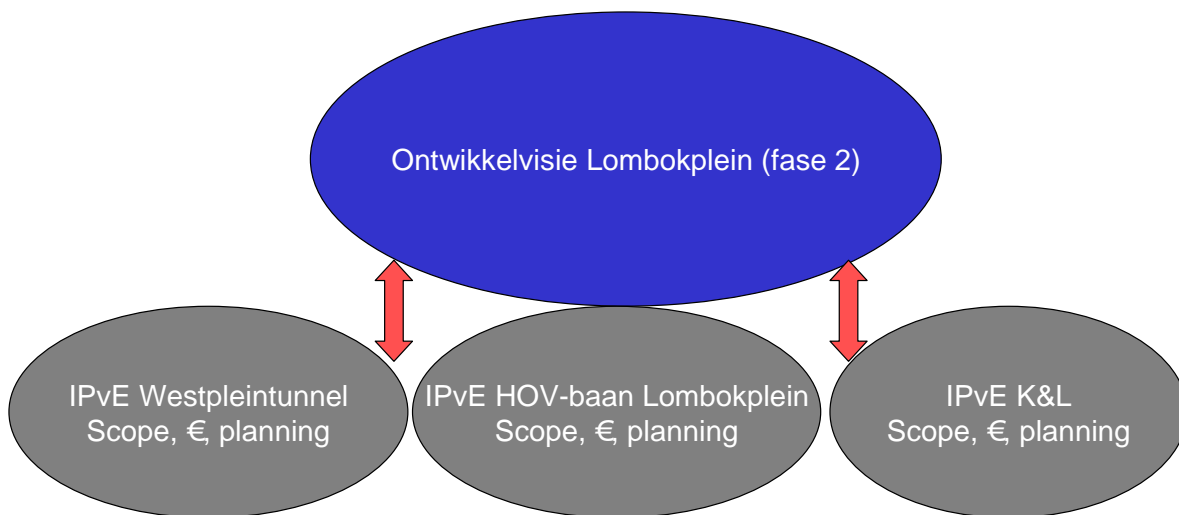 Ontwikkelvisie Lombokplein (fase 2)
IPvE Westpleintunnel
Scope, €, planning
IPvE HOV-baan Lombokplein
Scope, €, planning
IPvE K&L
Scope, €, planning